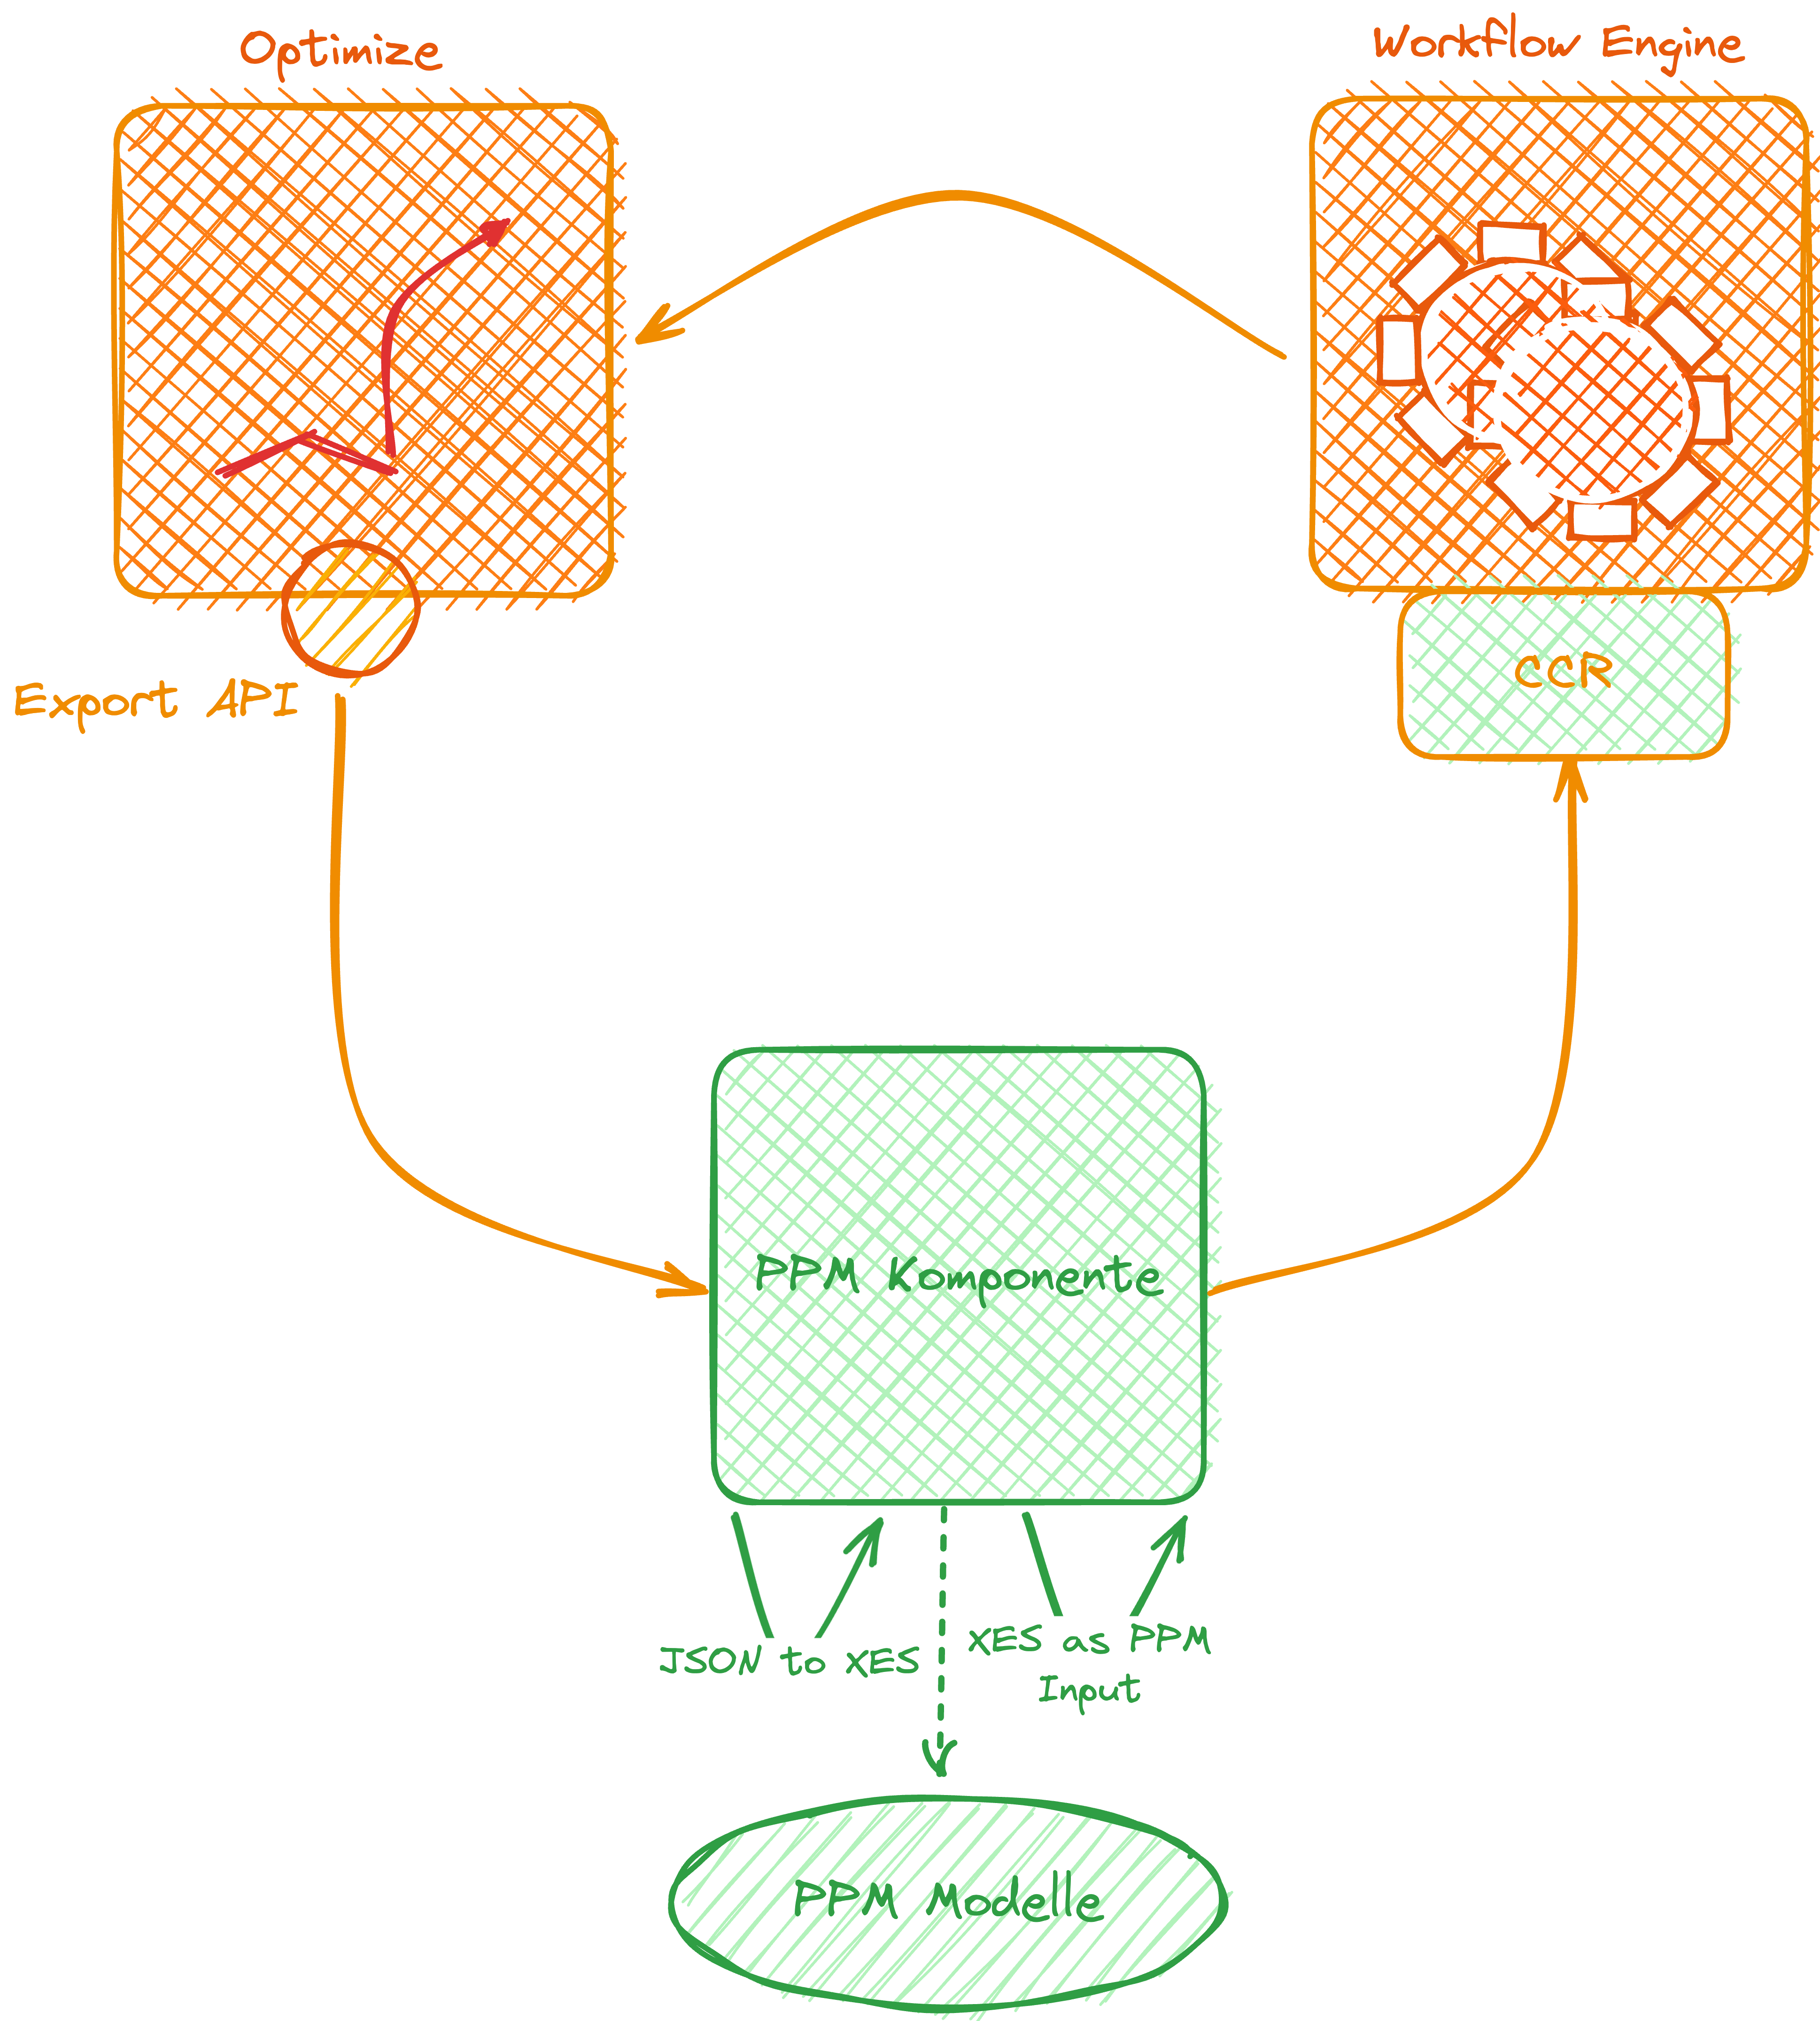 Optimize
Workflow Engine
Export API
CCR
PPM Komponente
JSON to XES
XES as PPM
Input
PPM Modelle